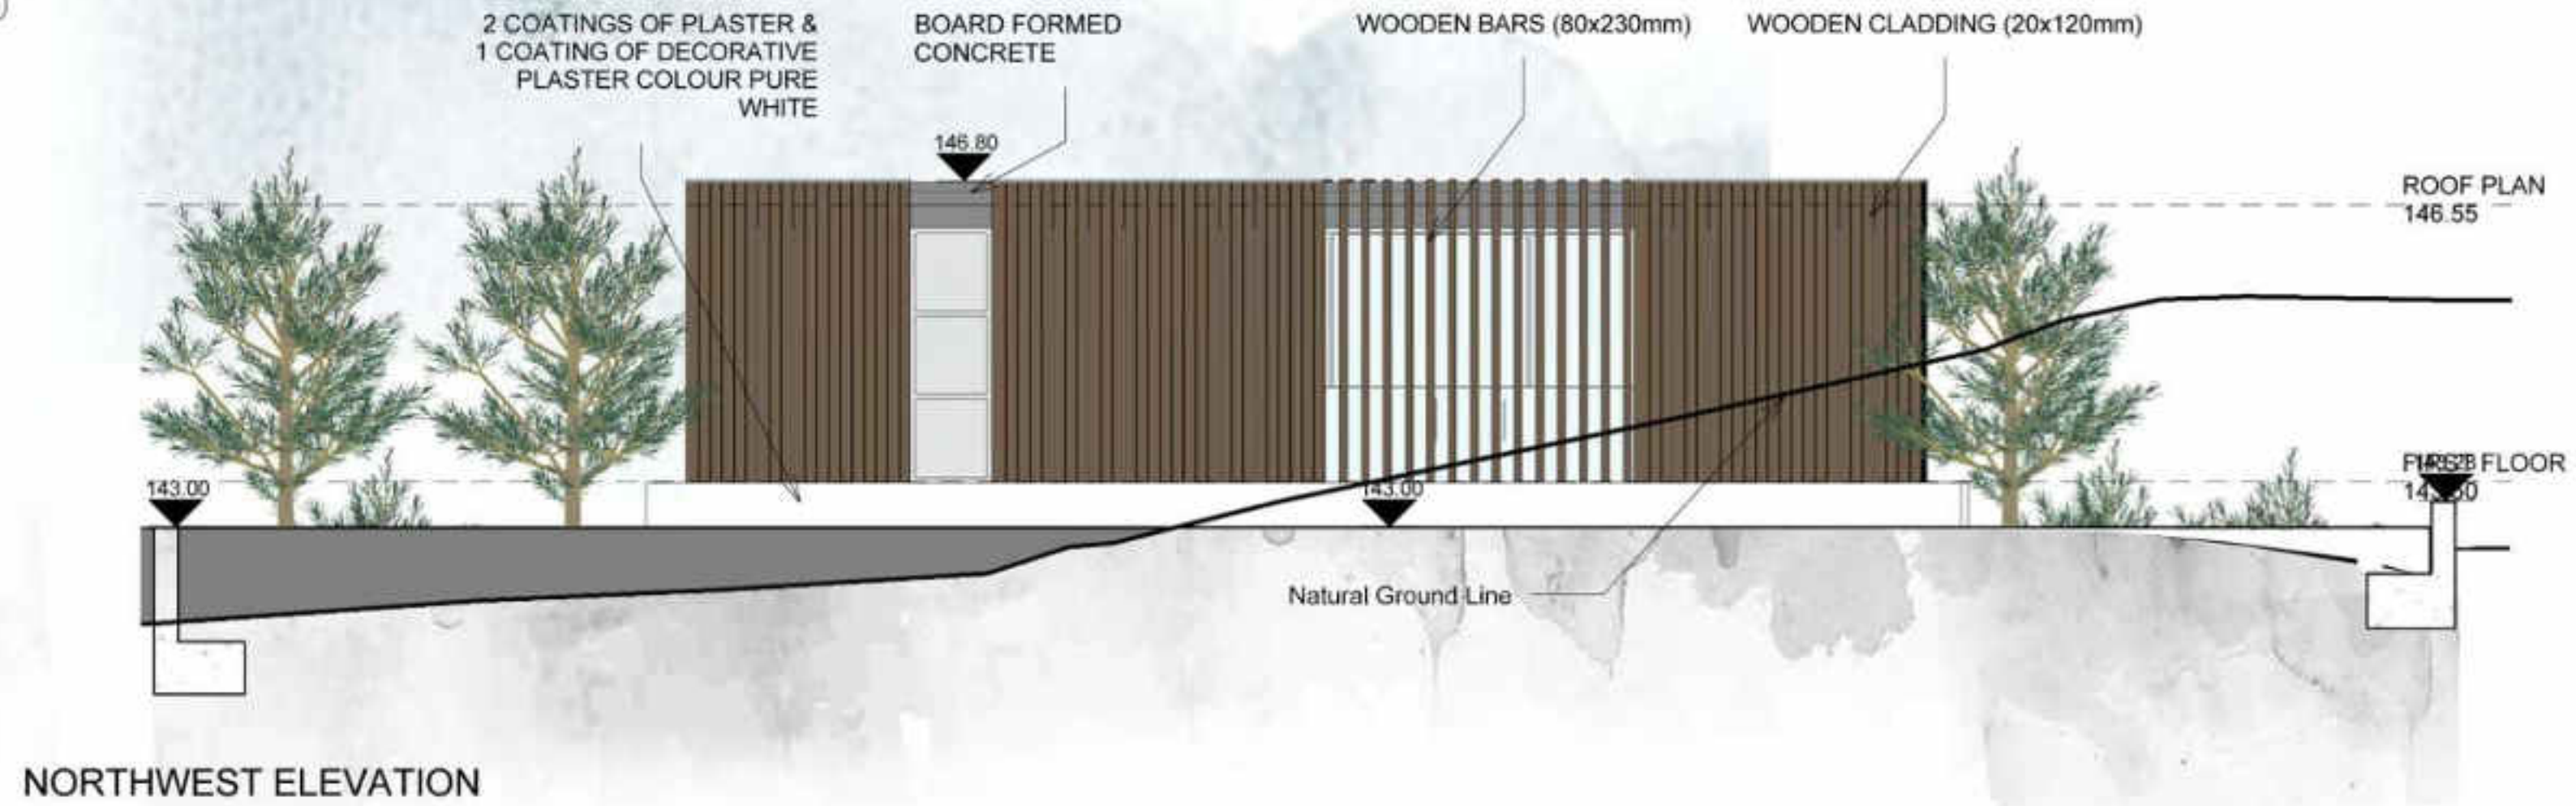 2 COATINGS OF PLASTER &
1 COATING OF DECORATIVE
PLASTER COLOUR PURE
WHITE
BOARD FORMED
CONCRETE
WOODEN BARS (80x230mm)
WOODEN CLADDING (20x120mm)
146.80
ROOF PLAN
146.55
FIRST FLOOR
143.00
143.00
Natural Ground Line
NORTHWEST ELEVATION